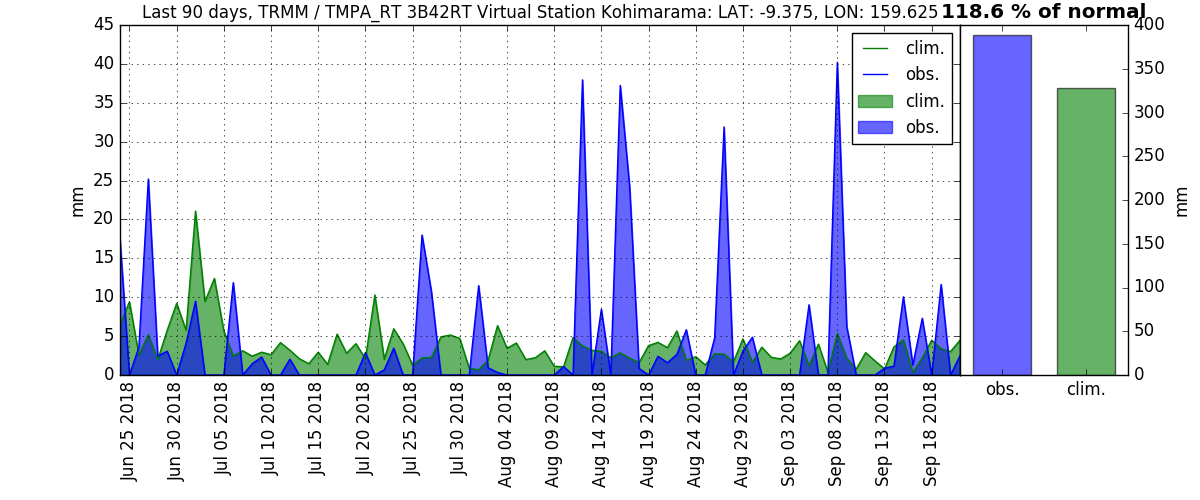 Last 90 days, TRMM / TMPA_RT 3B42RT Virtual Station Kohimarama: LAT: -9.375, LON: 159.625
118.6 % of normal
45
40
35
30
25
20
15
10
5
0
mm
clim.
obs.
clim.
obs.
400
350
300
250
200
150
100
50
0
mm
Jun 25 2018
Jun 30 2018
Jul 05 2018
Jul 10 2018
Jul 15 2018
Jul 20 2018
Jul 25 2018
Jul 30 2018
Aug 04 2018
Aug 09 2018
Aug 14 2018
Aug 19 2018
Aug 24 2018
Aug 29 2018
Sep 03 2018
Sep 08 2018
Sep 13 2018
Sep 18 2018
obs.
clim.